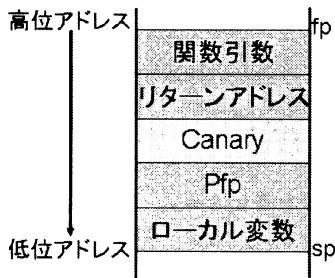 高位アドレス
fp
関数引数
リターンアドレス
Canary
Pfp
ローカル変数
低位アドレス
sp